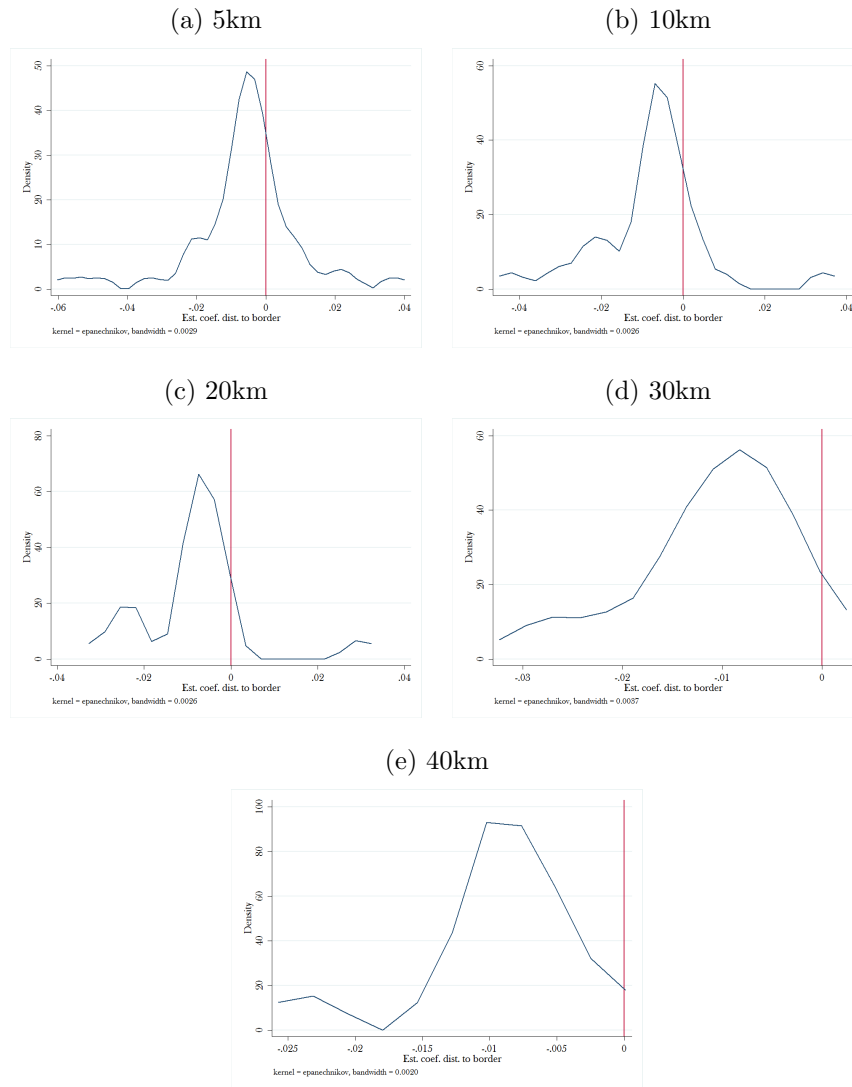 (a) 5km
Density
50
40
30
20
10
0
-.06 -.04 -.02 0 .02 .04
Est. coef. dist. to border
kernel = epanechnikov, bandwidth = 0.0029
(b) 10km
Density
60
40
20
0
-.04 -.02 0 .02 .04
Est. coef. dist. to border
kernel = epanechnikov, bandwidth = 0.0026
(c) 20km
Density
80
60
40
20
0
-.04 -.02 0 .02 .04
Est. coef. dist. to border
kernel = epanechnikov, bandwidth = 0.0026
(d) 30km
Density
60
40
20
0
-.03 -.02 -.01 0
Est. coef. dist. to border
kernel = epanechnikov, bandwidth = 0.0037
(e) 40km
Density
100
80
60
40
20
0
-.025 -.02 -.015 -.01 -.005 0
Est. coef. dist. to border
kernel = epanechnikov, bandwidth = 0.0020